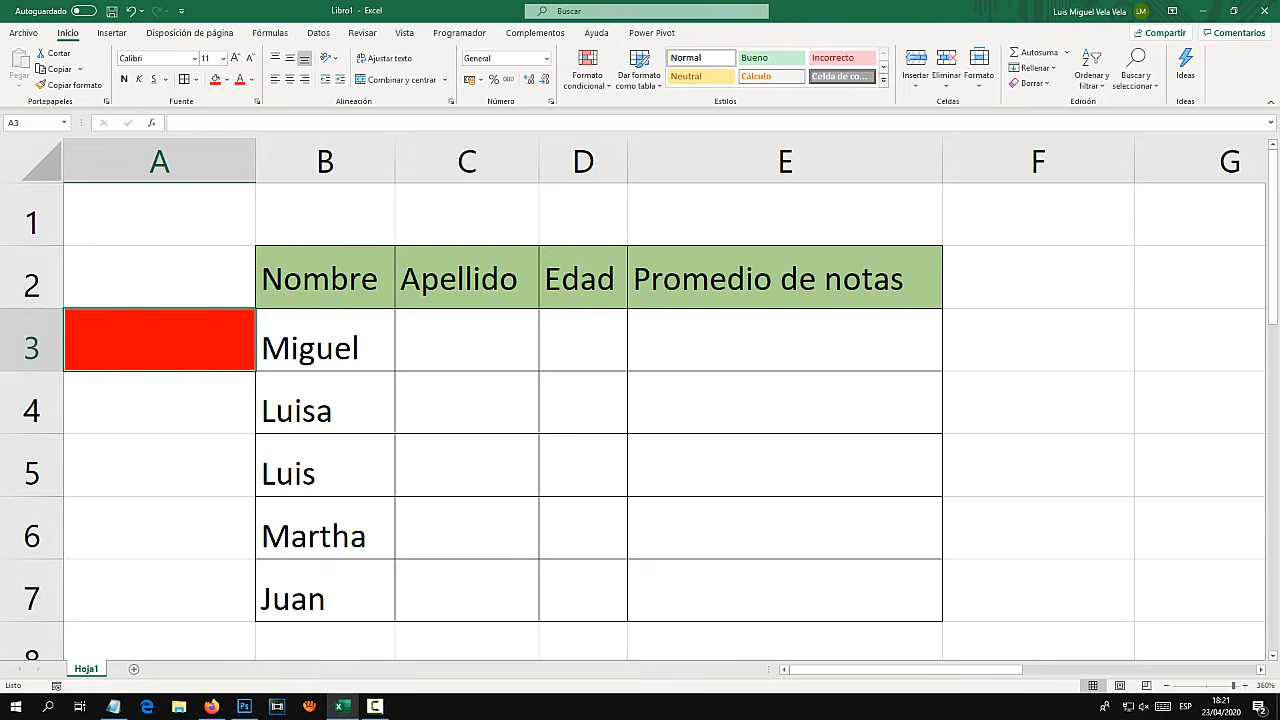 Autoguardado
Libro1 - Excel
Buscar
Luis Miguel Vela Vela
LM
Archivo
Inicio
Insertar
Disposición de página
Fórmulas
Datos
Revisar
Vista
Programador
Complementos
Ayuda
Power Pivot
Compartir
Comentarios
Pegar
Cortar
Copiar
Copiar formato
Portapapeles
Calibri
11
N K S
Fuente
Ajustar texto
Combinar y centrar
Alineación
General
% 000
Número
Formato condicional
Dar formato como tabla
Normal
Bueno
Incorrecto
Neutral
Cálculo
Celda de co...
Estilos
Insertar
Eliminar
Formato
Celdas
Autosuma
Rellenar
Borrar
Ordenar y filtrar
Buscar y seleccionar
Edición
Ideas
Ideas
A3
fx
A B C D E F G
1
2 Nombre Apellido Edad Promedio de notas
3 Miguel
4 Luisa
5 Luis
6 Martha
7 Juan
8
Hoja1
Listo
360%
ESP
18:21
23/04/2020
2